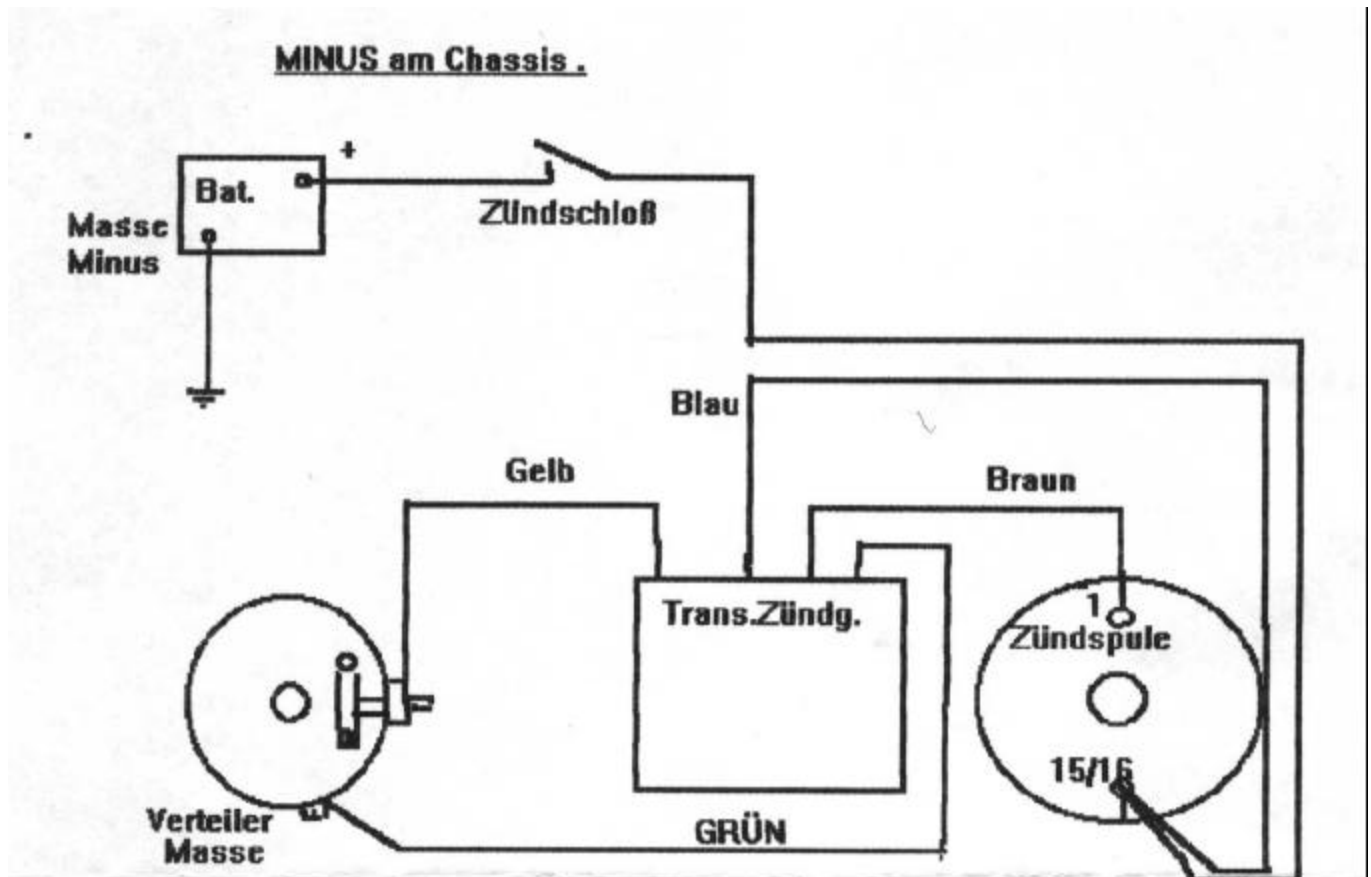 MINUS am Chassis .
+
Bat.
Zündschloß
Masse
Minus
Blau
Gelb
Braun
Trans.Zündg.
1
Zündspule
15/16
Verteiler
Masse
GRÜN